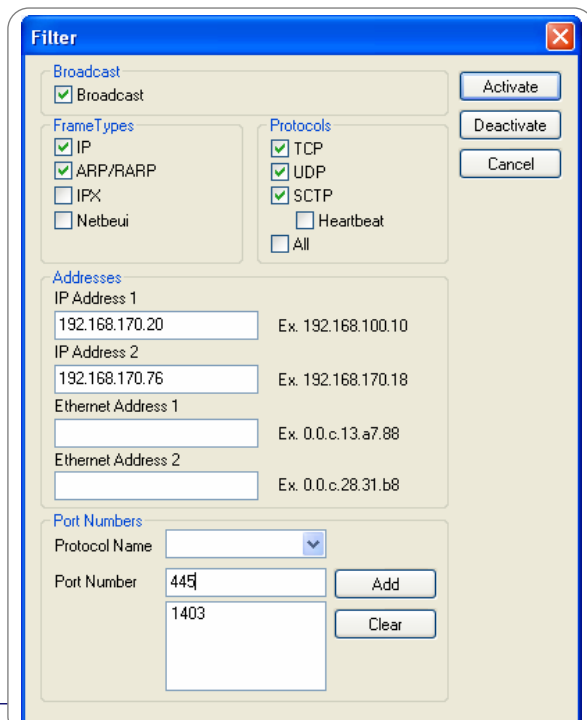 Filter
Broadcast
Broadcast
Activate
Deactivate
Cancel
FrameTypes
IP
ARP/RARP
IPX
Netbeui
Protocols
TCP
UDP
SCTP
Heartbeat
All
Addresses
IP Address 1
192.168.170.20 Ex. 192.168.100.10
IP Address 2
192.168.170.76 Ex. 192.168.170.18
Ethernet Address 1
Ex. 0.0.c.13.a7.88
Ethernet Address 2
Ex. 0.0.c.28.31.b8
Port Numbers
Protocol Name
Port Number 445 Add
1403 Clear